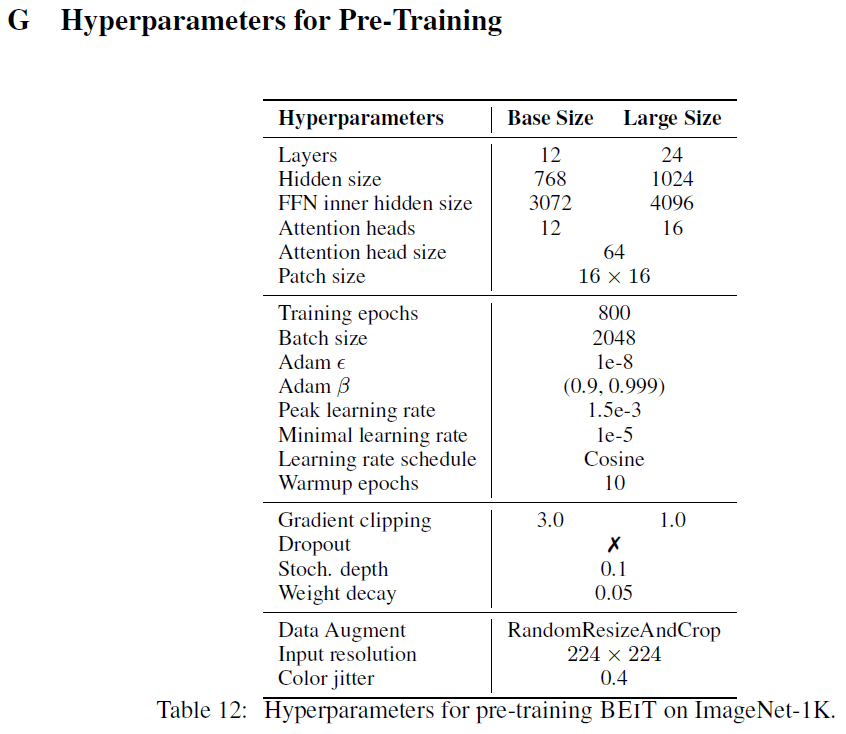 G Hyperparameters for Pre-Training
Hyperparameters Base Size Large Size
Layers 12 24
Hidden size 768 1024
FFN inner hidden size 3072 4096
Attention heads 12 16
Attention head size 64
Patch size 16 × 16
Training epochs 800
Batch size 2048
Adam ϵ 1e-8
Adam β (0.9, 0.999)
Peak learning rate 1.5e-3
Minimal learning rate 1e-5
Learning rate schedule Cosine
Warmup epochs 10
Gradient clipping 3.0 1.0
Dropout ✗
Stoch. depth 0.1
Weight decay 0.05
Data Augment RandomResizeAndCrop
Input resolution 224 × 224
Color jitter 0.4
Table 12: Hyperparameters for pre-training BEIT on ImageNet-1K.